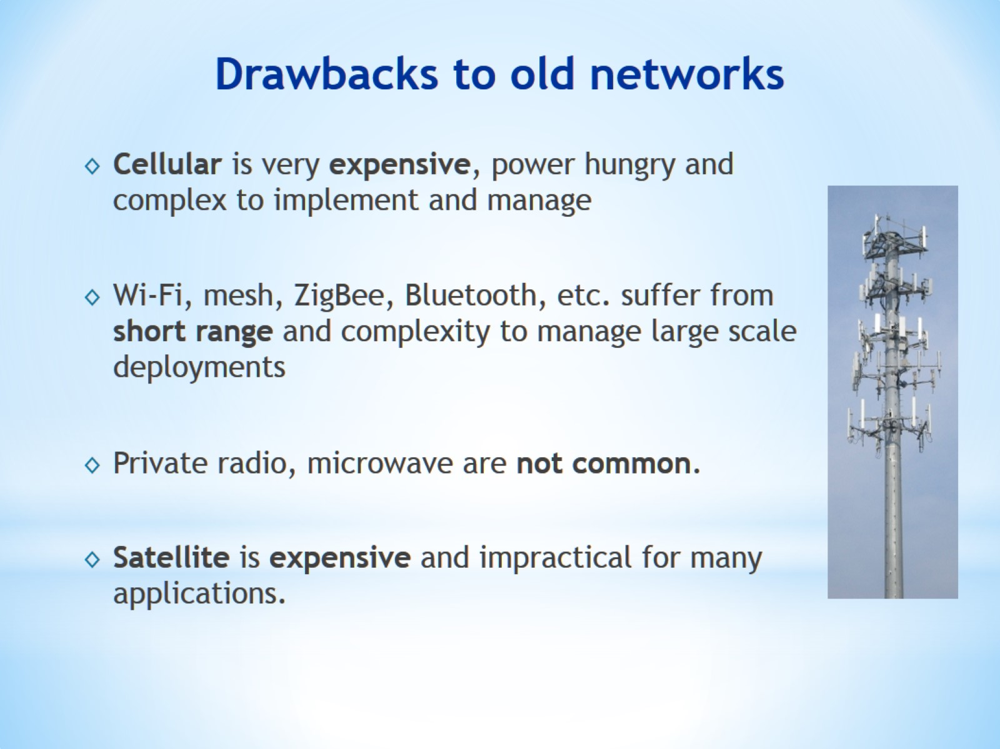 Drawbacks to old networks
Cellular is very expensive, power hungry and
complex to implement and manage
Wi-Fi, mesh, ZigBee, Bluetooth, etc. suffer from
short range and complexity to manage large scale
deployments
Private radio, microwave are not common.
Satellite is expensive and impractical for many
applications.